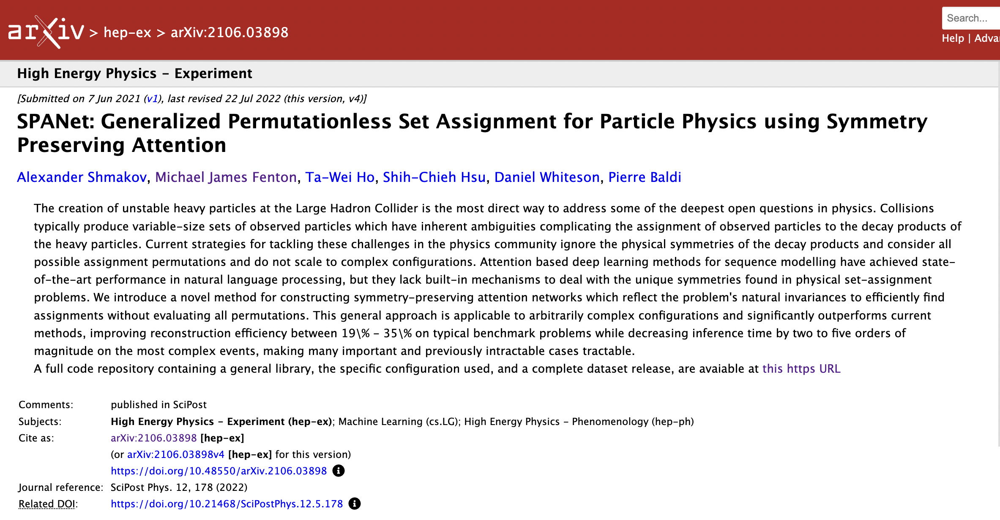 arXiv > hep-ex > arXiv:2106.03898
Search...
Help |
High Energy Physics – Experiment
[Submitted on 7 Jun 2021 (v1), last revised 22 Jul 2022 (this version, v4)]
SPANet: Generalized Permutationless Set Assignment for Particle Physics using Symmetry
Preserving Attention
Alexander Shmakov, Michael James Fenton, Ta-Wei Ho, Shih-Chieh Hsu, Daniel Whiteson, Pierre Baldi
The creation of unstable heavy particles at the Large Hadron Collider is the most direct way to address some of the deepest open questions in physics. Collisions
typically produce variable-size sets of observed particles which have inherent ambiguities complicating the assignment of observed particles to the decay products of
the heavy particles. Current strategies for tackling these challenges in the physics community ignore the physical symmetries of the decay products and consider all
possible assignment permutations and do not scale to complex configurations. Attention based deep learning methods for sequence modelling have achieved state-
of-the-art performance in natural language processing, but they lack built-in mechanisms to deal with the unique symmetries found in physical set-assignment
problems. We introduce a novel method for constructing symmetry-preserving attention networks which reflect the problem's natural invariances to efficiently find
assignments without evaluating all permutations. This general approach is applicable to arbitrarily complex configurations and significantly outperforms current
methods, improving reconstruction efficiency between 19\% – 35\% on typical benchmark problems while decreasing inference time by two to five orders of
magnitude on the most complex events, making many important and previously intractable cases tractable.
A full code repository containing a general library, the specific configuration used, and a complete dataset release, are avaiable at this https URL
Comments: published in SciPost
Subjects: High Energy Physics – Experiment (hep-ex); Machine Learning (cs.LG); High Energy Physics – Phenomenology (hep-ph)
Cite as: arXiv:2106.03898 [hep-ex]
(or arXiv:2106.03898v4 [hep-ex] for this version)
https://doi.org/10.48550/arXiv.2106.03898
Journal reference: SciPost Phys. 12, 178 (2022)
Related DOI: https://doi.org/10.21468/SciPostPhys.12.5.178